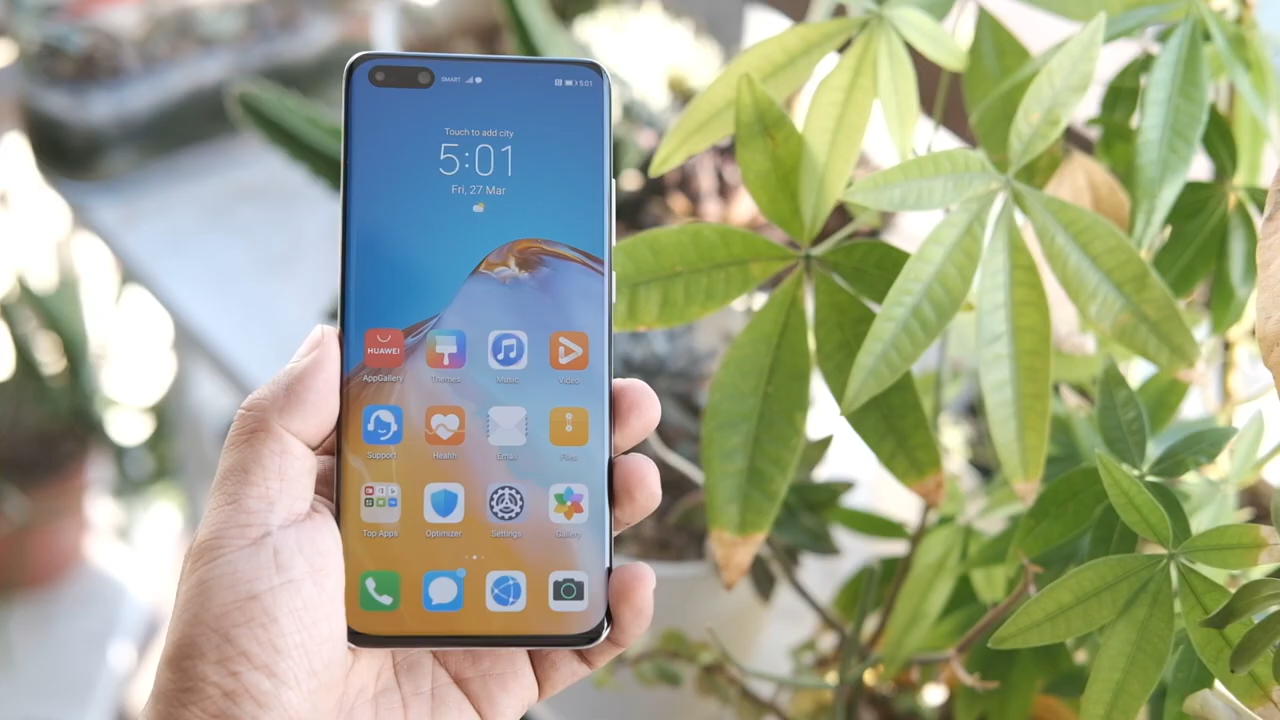 SMART
5:01
Touch to add city
5:01
Fri, 27 Mar
HUAWEI
AppGallery Themes Music Video
Support Health Email Files
Top Apps Optimizer Settings Gallery